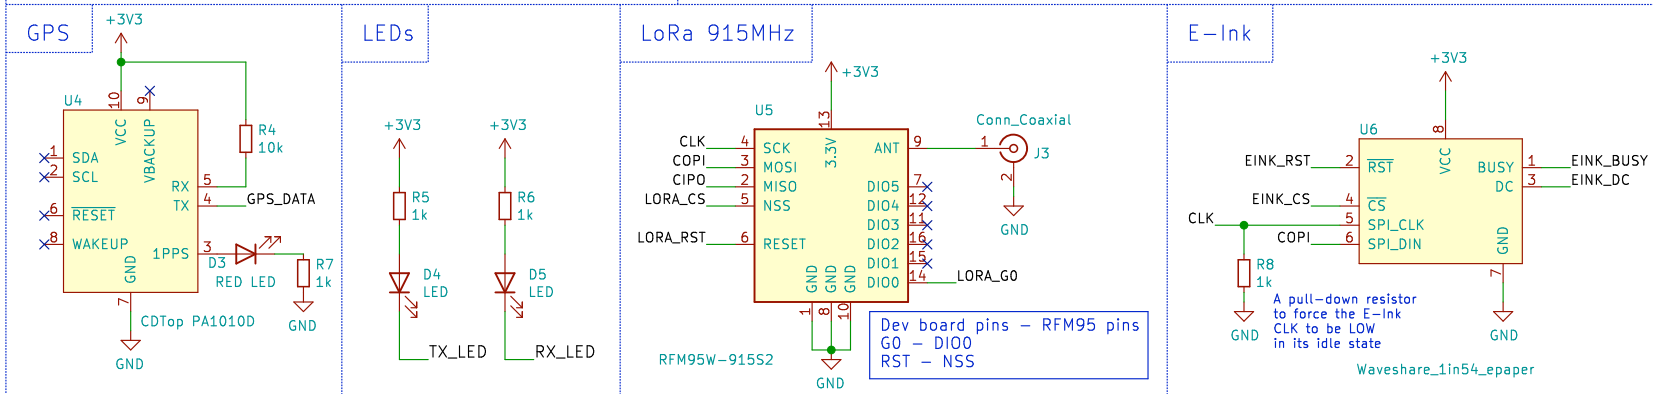 GPS
+3V3
U4
10
9
VCC
VBACKUP
R4
10k
1
SDA
2
SCL
RX
5
TX
4
GPS_DATA
6
RESET
8
WAKEUP
1PPS
3
D3
RED LED
R7
1k
GND
GND
7
CDTop PA1010D
GND
LEDs
+3V3
+3V3
R5
1k
R6
1k
D4
LED
D5
LED
TX_LED
RX_LED
LoRa 915MHz
+3V3
U5
13
3.3V
Conn_Coaxial
J3
CLK
4
SCK
ANT
9
1
COPI
3
MOSI
2
CIPO
2
MISO
DIO5
7
LORA_CS
5
NSS
DIO4
12
DIO3
11
GND
LORA_RST
6
RESET
DIO2
16
DIO1
15
DIO0
14
LORA_G0
GND
GND
GND
1
8
10
RFM95W-915S2
GND
Dev board pins - RFM95 pins
G0 - DIO0
RST - NSS
E-Ink
+3V3
U6
8
VCC
EINK_RST
2
RST
BUSY
1
EINK_BUSY
DC
3
EINK_DC
EINK_CS
4
CS
CLK
5
SPI_CLK
COPI
6
SPI_DIN
GND
7
R8
1k
GND
GND
A pull-down resistor
to force the E-Ink
CLK to be LOW
in its idle state
Waveshare_1in54_epaper